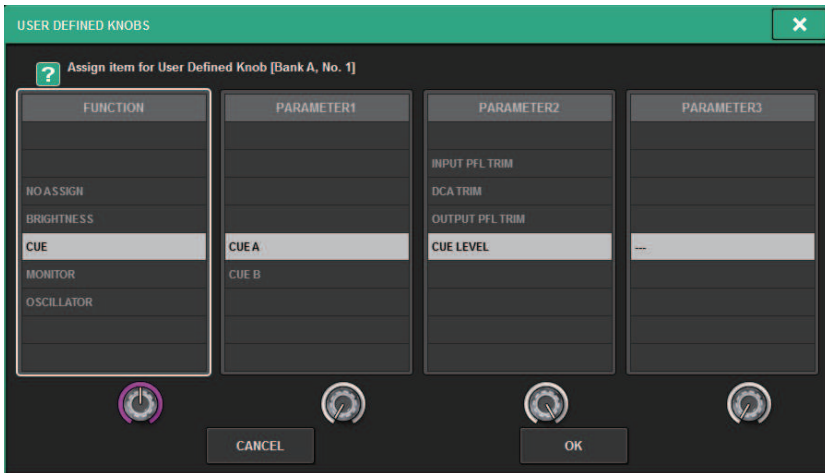 USER DEFINED KNOBS
?
Assign item for User Defined Knob [Bank A, No. 1]
FUNCTION PARAMETER1 PARAMETER2 PARAMETER3
INPUT PFL TRIM
NO ASSIGN DCA TRIM
BRIGHTNESS OUTPUT PFL TRIM
CUE CUE A CUE LEVEL ---
MONITOR CUE B
OSCILLATOR
CANCEL OK